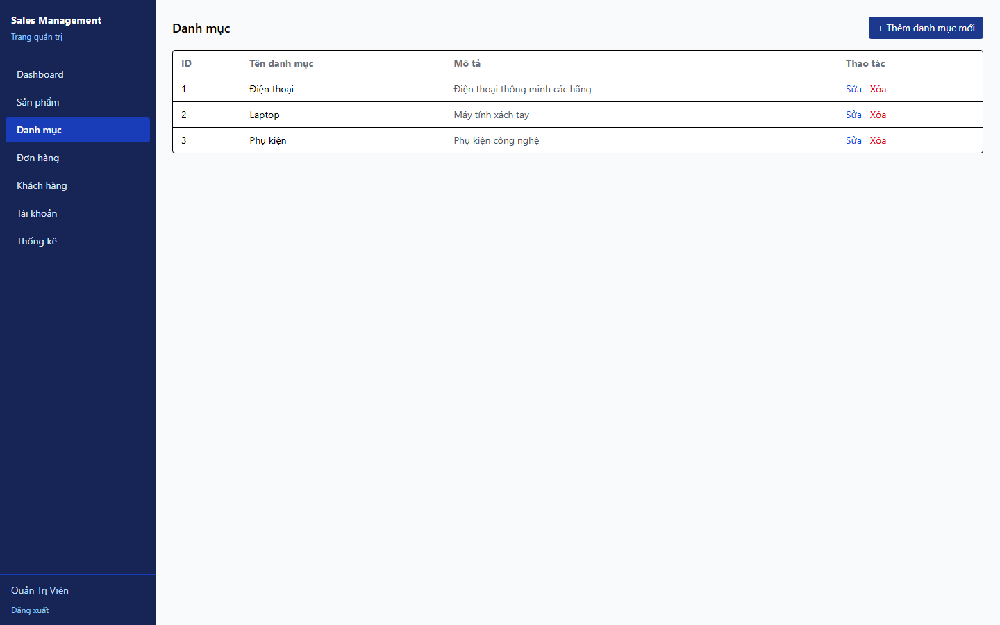 Sales Management
Trang quản trị
Dashboard
Sản phẩm
Danh mục
Đơn hàng
Khách hàng
Tài khoản
Thống kê
Quản Trị Viên
Đăng xuất
Danh mục
+ Thêm danh mục mới
ID Tên danh mục Mô tả Thao tác
1 Điện thoại Điện thoại thông minh các hãng Sửa Xóa
2 Laptop Máy tính xách tay Sửa Xóa
3 Phụ kiện Phụ kiện công nghệ Sửa Xóa